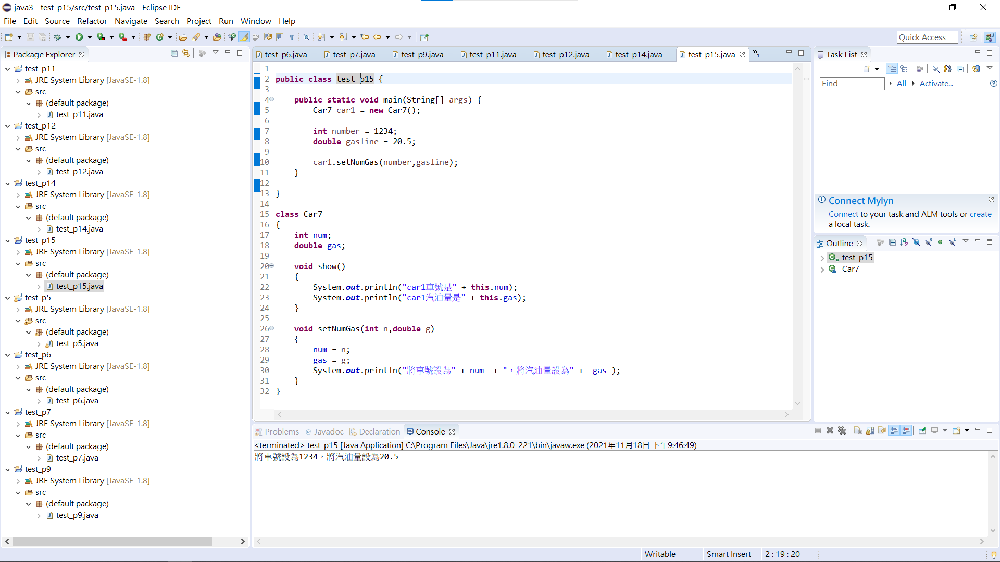 java3 - test_p15/src/test_p15.java - Eclipse IDE
File Edit Source Refactor Navigate Search Project Run Window Help
Quick Access
Package Explorer
test_p11
JRE System Library [JavaSE-1.8]
src
(default package)
test_p11.java
test_p12
JRE System Library [JavaSE-1.8]
src
(default package)
test_p12.java
test_p14
JRE System Library [JavaSE-1.8]
src
(default package)
test_p14.java
test_p15
JRE System Library [JavaSE-1.8]
src
(default package)
test_p15.java
test_p5
JRE System Library [JavaSE-1.8]
src
(default package)
test_p5.java
test_p6
JRE System Library [JavaSE-1.8]
src
(default package)
test_p6.java
test_p7
JRE System Library [JavaSE-1.8]
src
(default package)
test_p7.java
test_p9
JRE System Library [JavaSE-1.8]
src
(default package)
test_p9.java
test_p6.java test_p7.java test_p9.java test_p11.java test_p12.java test_p14.java test_p15.java »1
1
2 public class test_p15 {
3
4 public static void main(String[] args) {
5 Car7 car1 = new Car7();
6
7 int number = 1234;
8 double gasline = 20.5;
9
10 car1.setNumGas(number,gasline);
11 }
12
13 }
14
15 class Car7
16 {
17 int num;
18 double gas;
19
20 void show()
21 {
22 System.out.println("car1車號是" + this.num);
23 System.out.println("car1汽油量是" + this.gas);
24 }
25
26 void setNumGas(int n,double g)
27 {
28 num = n;
29 gas = g;
30 System.out.println("將車號設為" + num  + "，將汽油量設為" +  gas );
31 }
32 }
Problems @ Javadoc Declaration Console
<terminated> test_p15 [Java Application] C:\Program Files\Java\jre1.8.0_221\bin\javaw.exe (2021年11月18日 下午9:46:49)
將車號設為1234，將汽油量設為20.5
Task List
Find All Activate...
Connect Mylyn
Connect to your task and ALM tools or create
a local task.
Outline
test_p15
Car7
Writable Smart Insert 2 : 19 : 20